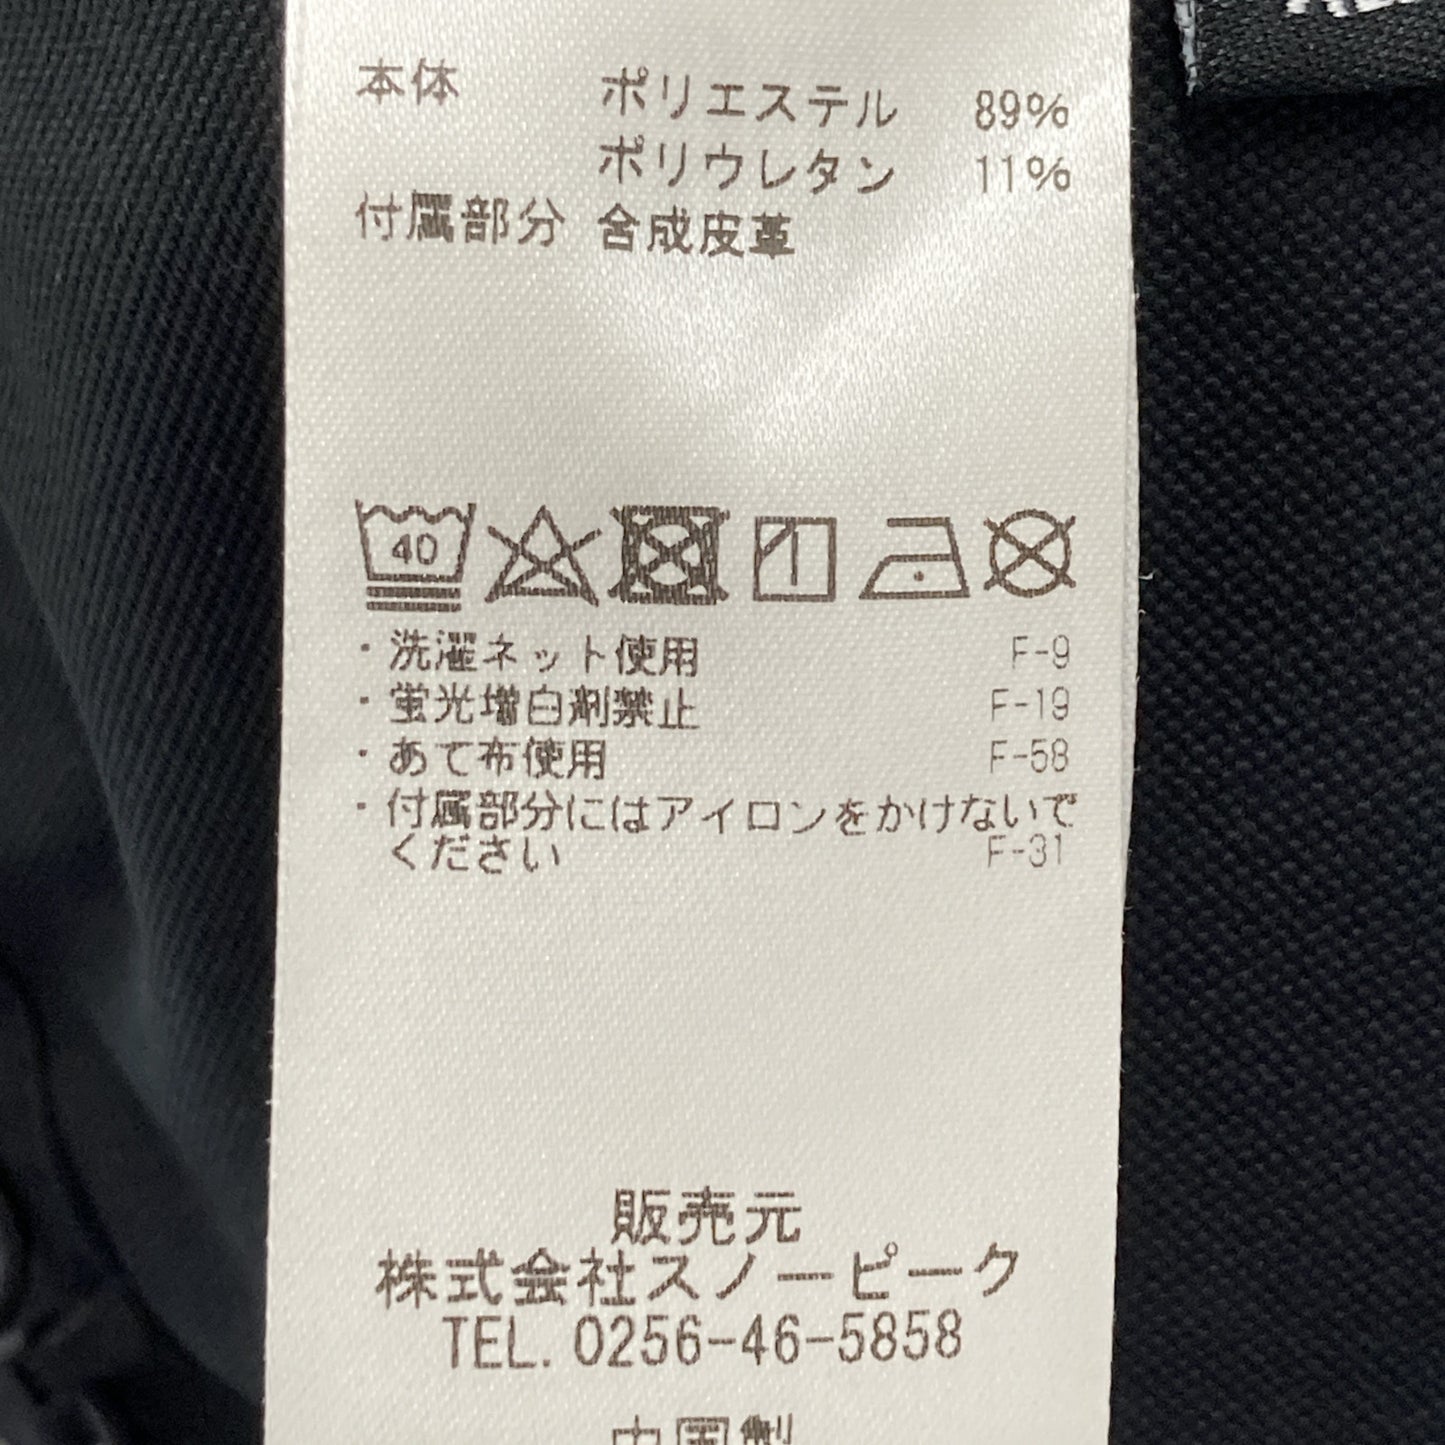 本体 ポリエステル 89%
ポリウレタン 11%
付属部分 合成皮革
40
・洗濯ネット使用 F-9
・蛍光増白剤禁止 F-19
・あて布使用 F-58
・付属部分にはアイロンをかけないで
ください F-31
販売元
株式会社スノーピーク
TEL. 0256-46-5858
中国製